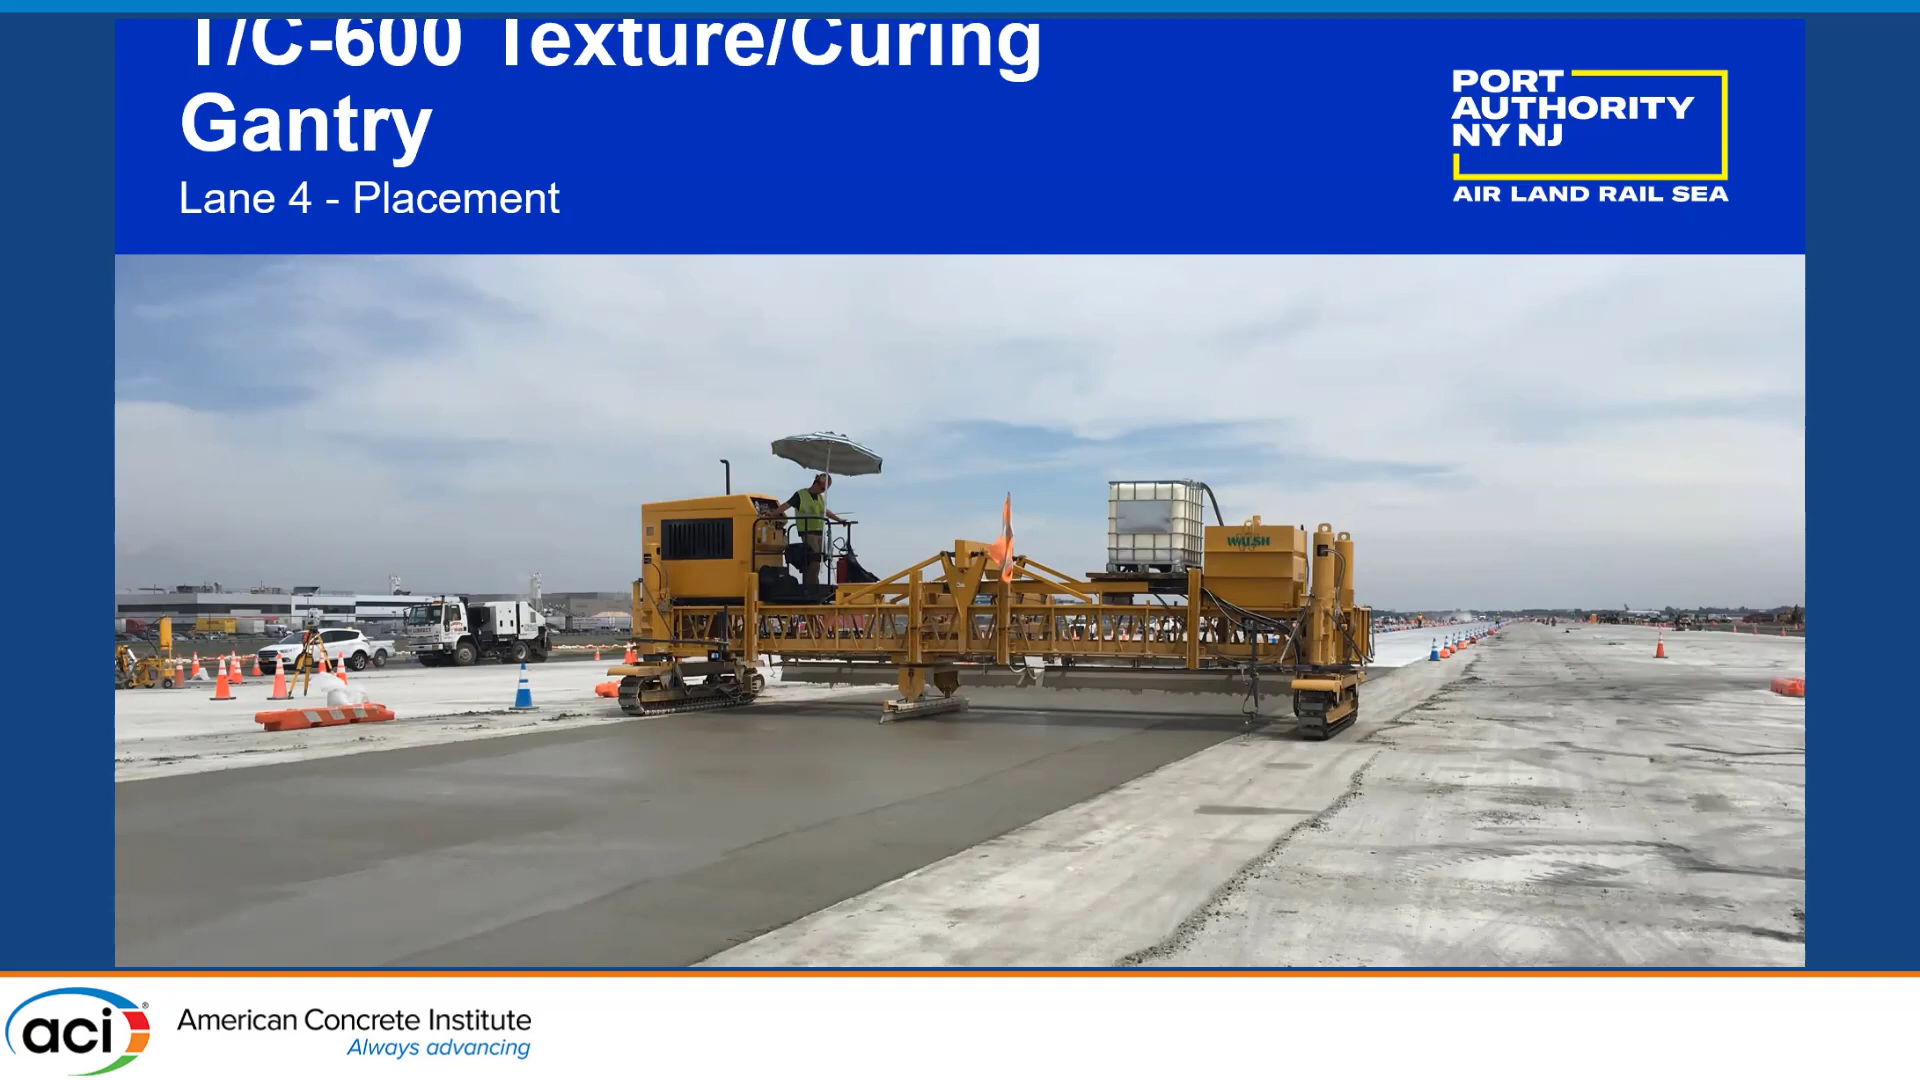 T/C-600 Texture/Curing
Gantry
Lane 4 - Placement
PORT
AUTHORITY
NY NJ
AIR LAND RAIL SEA
WALSH
aci®
American Concrete Institute
Always advancing